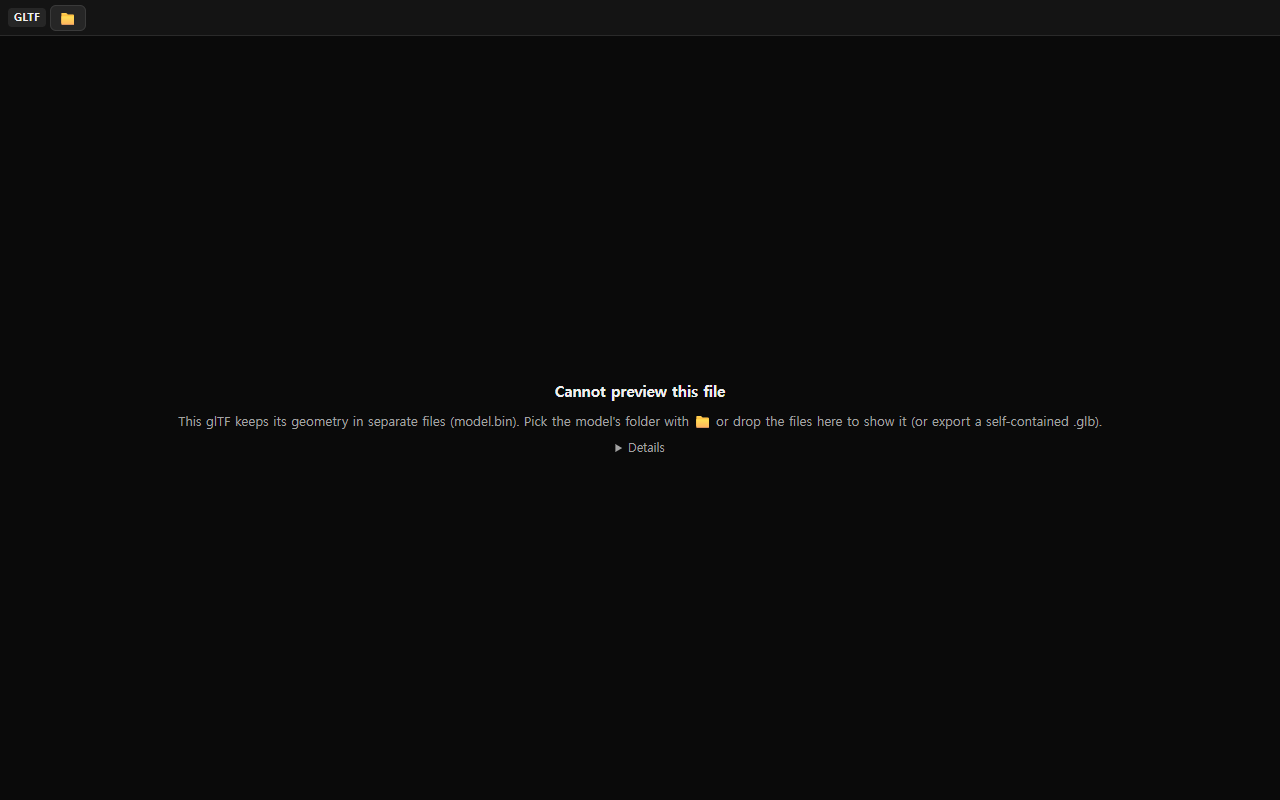 GLTF
Cannot preview this file
This glTF keeps its geometry in separate files (model.bin). Pick the model's folder with 📁 or drop the files here to show it (or export a self-contained .glb).
▶ Details